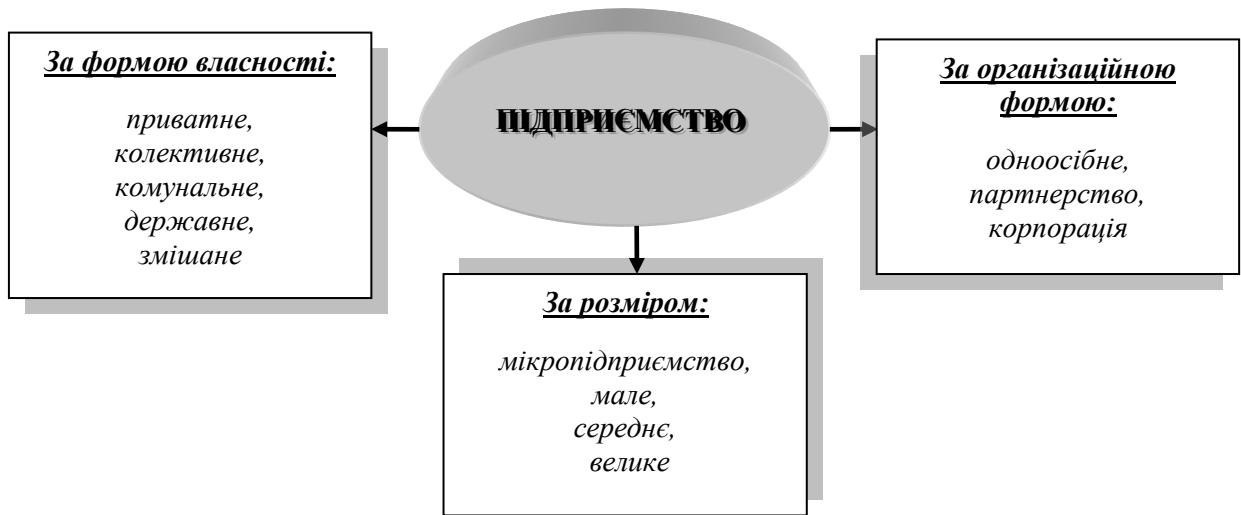 ПІДПРИЄМСТВО
За формою власності:
приватне,
колективне,
комунальне,
державне,
змішане
За розміром:
мікропідприємство,
мале,
середнє,
велике
За організаційною
формою:
одноосібне,
партнерство,
корпорація